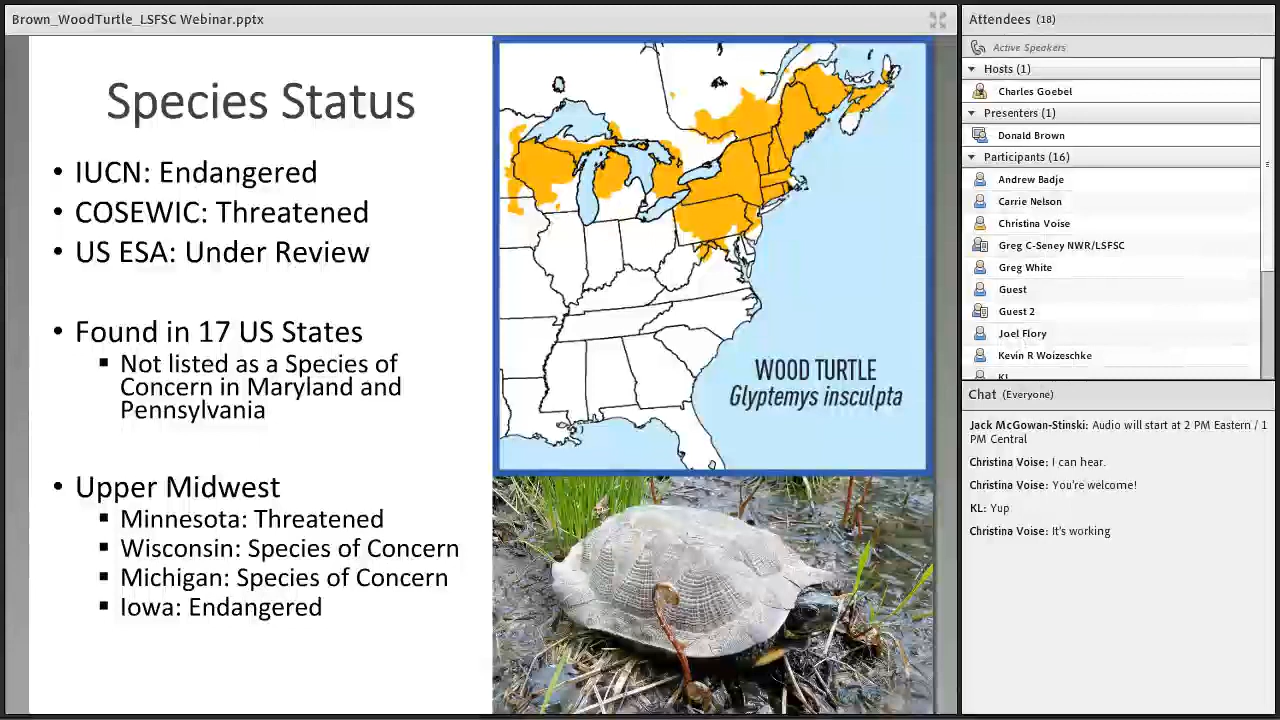 Brown_WoodTurtle_LSFSC Webinar.pptx
Species Status
• IUCN: Endangered
• COSEWIC: Threatened
• US ESA: Under Review
• Found in 17 US States
▪ Not listed as a Species of
Concern in Maryland and
Pennsylvania
• Upper Midwest
▪ Minnesota: Threatened
▪ Wisconsin: Species of Concern
▪ Michigan: Species of Concern
▪ Iowa: Endangered
WOOD TURTLE
Glyptemys insculpta
Attendees (18)
Active Speakers
Hosts (1)
Charles Goebel
Presenters (1)
Donald Brown
Participants (16)
Andrew Badje
Carrie Nelson
Christina Voise
Greg C-Seney NWR/LSFSC
Greg White
Guest
Guest 2
Joel Flory
Kevin R Woizeschke
KL
Chat (Everyone)
Jack McGowan-Stinski: Audio will start at 2 PM Eastern / 1
PM Central
Christina Voise: I can hear.
Christina Voise: You're welcome!
KL: Yup
Christina Voise: It's working